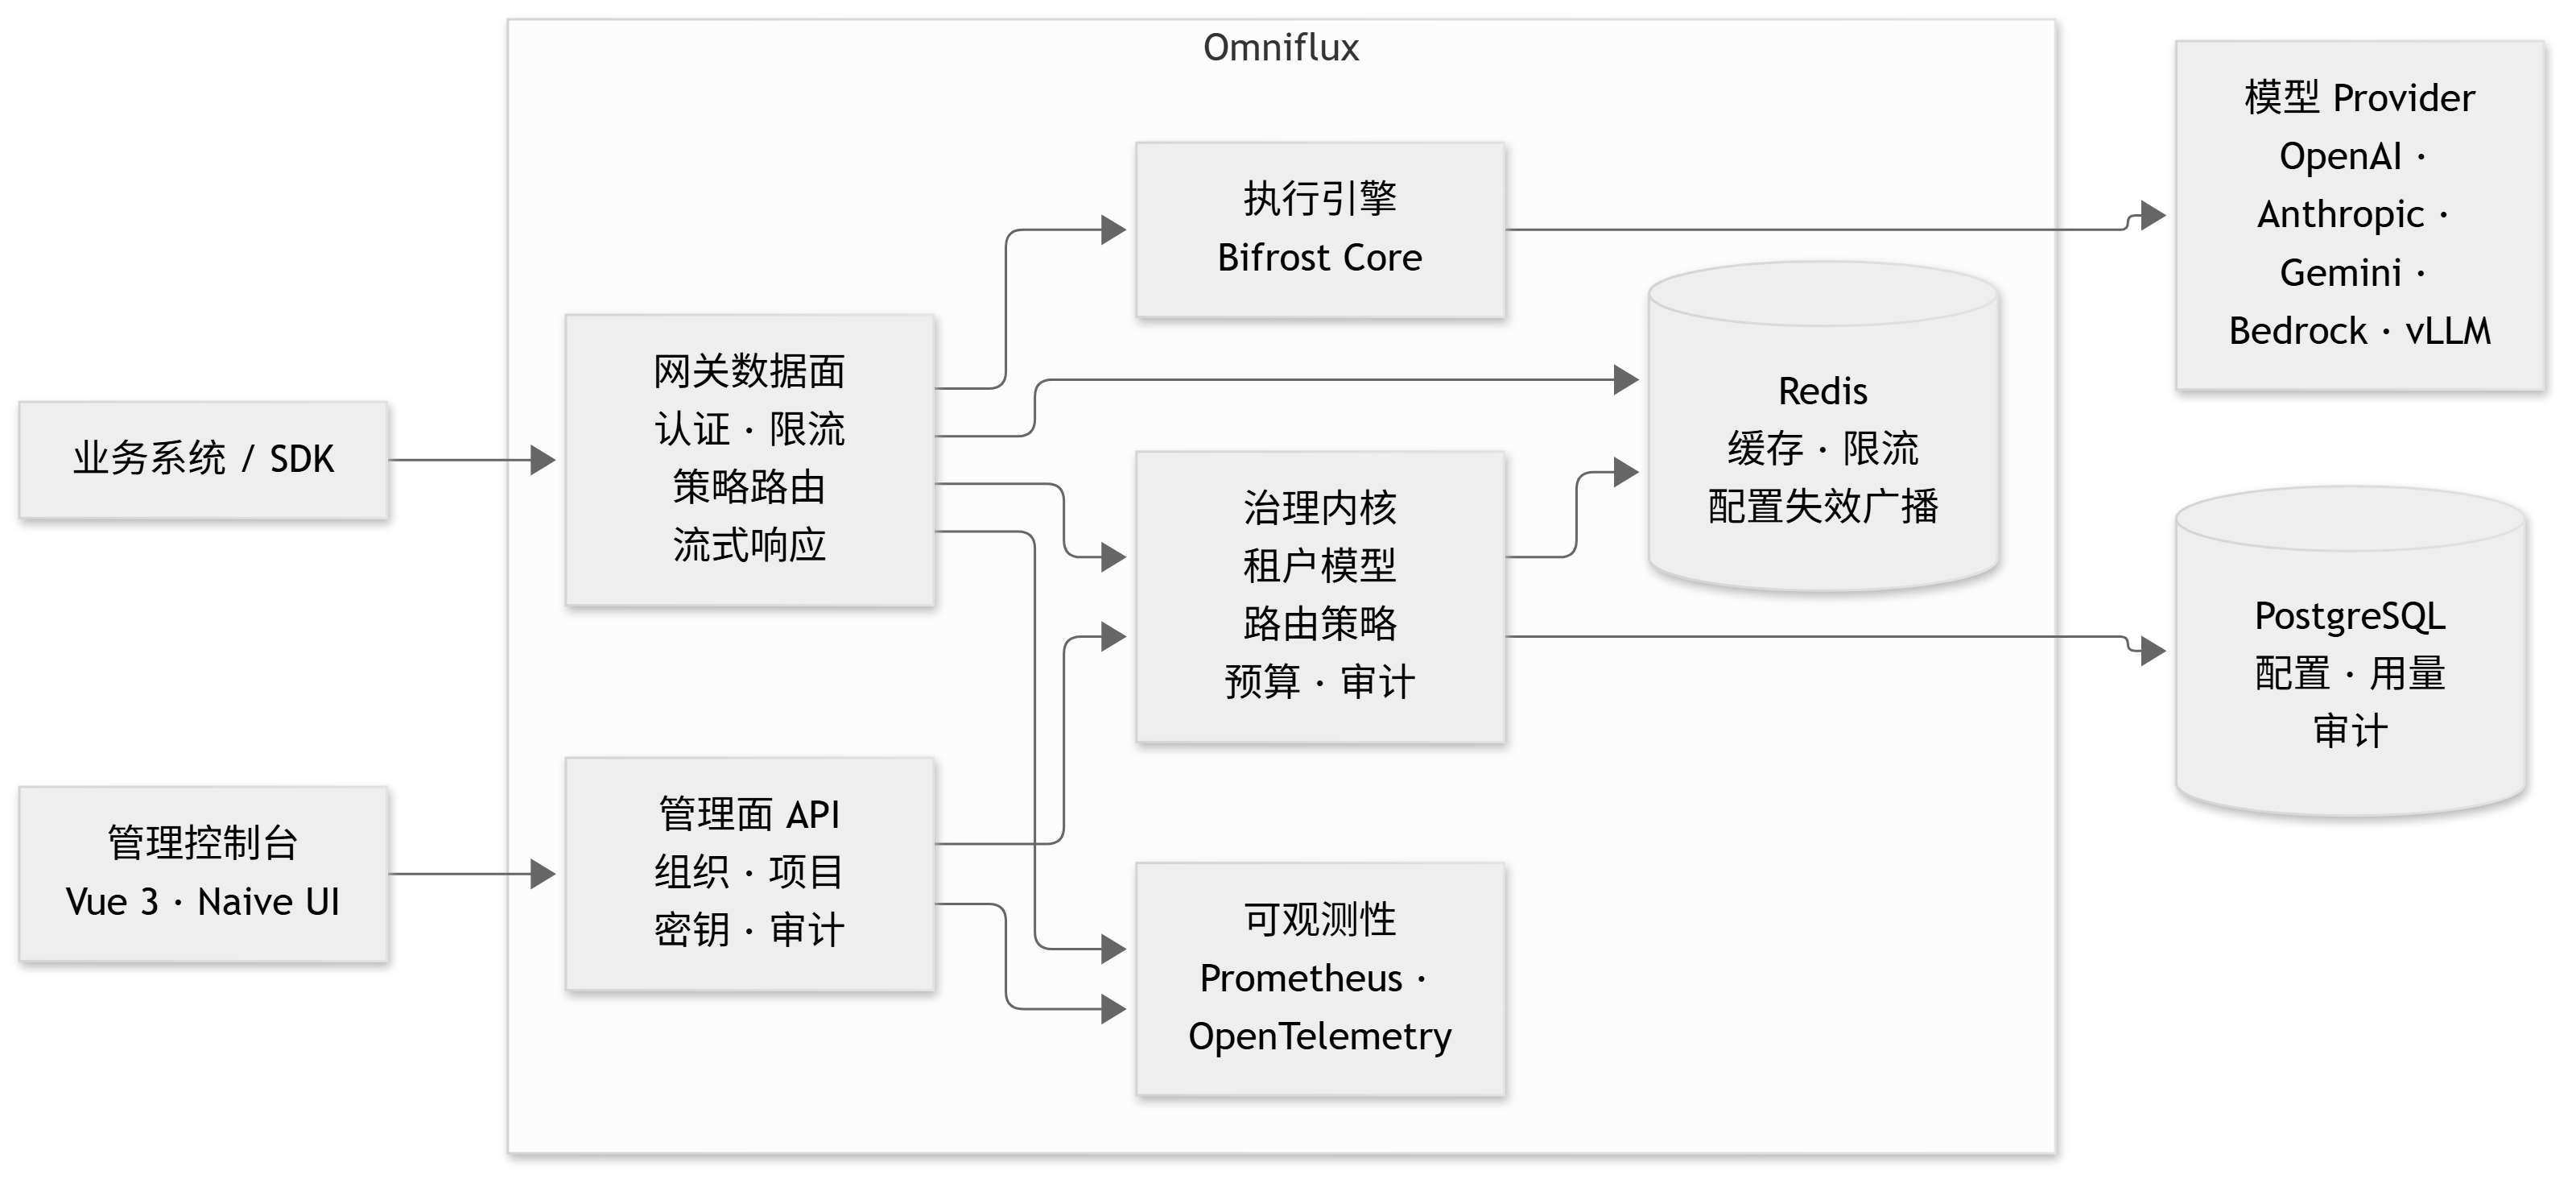 Omniflux
业务系统 / SDK
管理控制台
Vue 3 · Naive UI
网关数据面
认证 · 限流
策略路由
流式响应
管理面 API
组织 · 项目
密钥 · 审计
执行引擎
Bifrost Core
治理内核
租户模型
路由策略
预算 · 审计
可观测性
Prometheus ·
OpenTelemetry
Redis
缓存 · 限流
配置失效广播
模型 Provider
OpenAI ·
Anthropic ·
Gemini ·
Bedrock · vLLM
PostgreSQL
配置 · 用量
审计